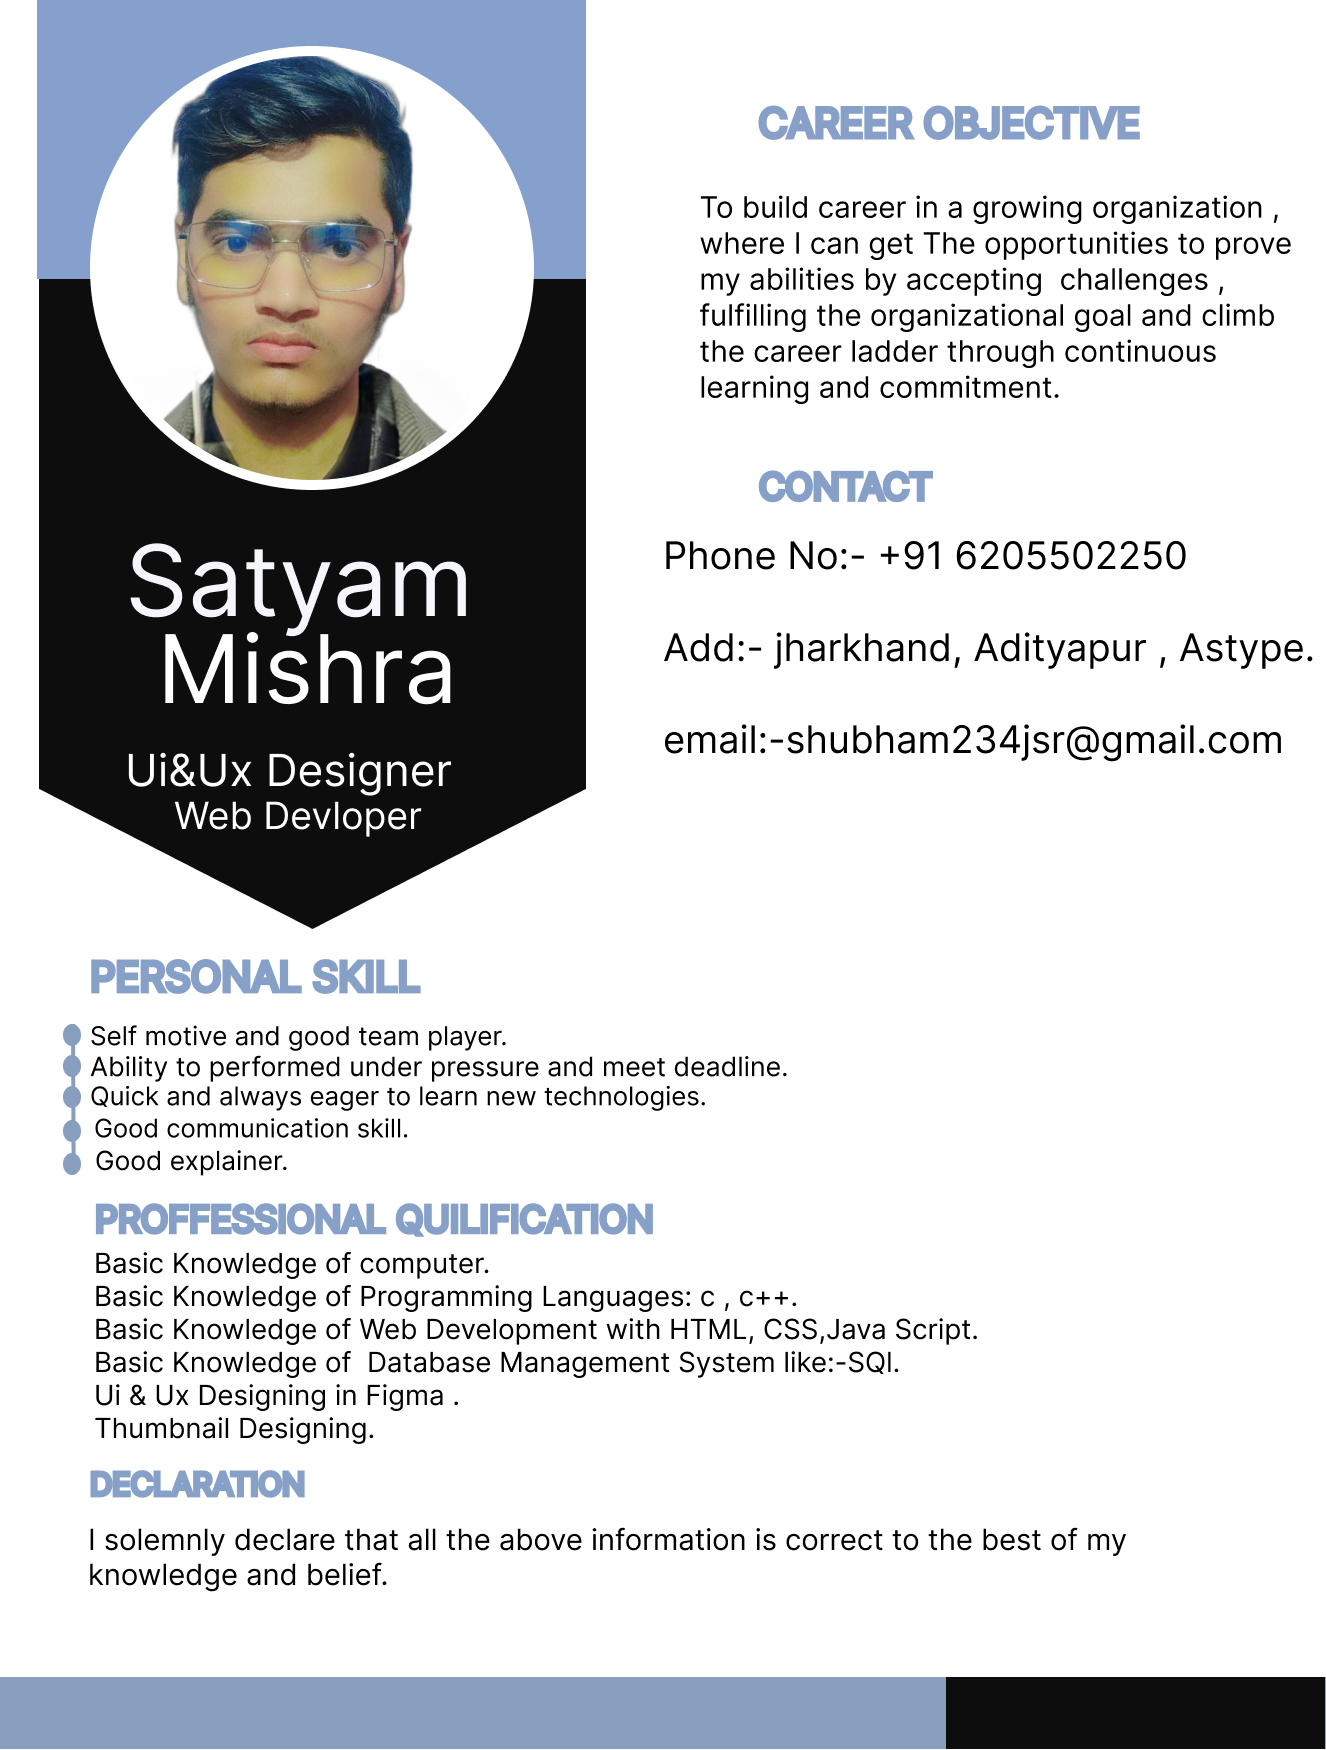 Satyam
Mishra
Ui&Ux Designer
Web Devloper
CAREER OBJECTIVE
To build career in a growing organization ,
where I can get The opportunities to prove
my abilities by accepting  challenges ,
fulfilling the organizational goal and climb
the career ladder through continuous
learning and commitment.
CONTACT
Phone No:- +91 6205502250
Add:- jharkhand, Adityapur , Astype.
email:-shubham234jsr@gmail.com
PERSONAL SKILL
Self motive and good team player.
Ability to performed under pressure and meet deadline.
Quick and always eager to learn new technologies.
Good communication skill.
Good explainer.
PROFFESSIONAL QUILIFICATION
Basic Knowledge of computer.
Basic Knowledge of Programming Languages: c , c++.
Basic Knowledge of Web Development with HTML, CSS,Java Script.
Basic Knowledge of  Database Management System like:-SQl.
Ui & Ux Designing in Figma .
Thumbnail Designing.
DECLARATION
I solemnly declare that all the above information is correct to the best of my
knowledge and belief.